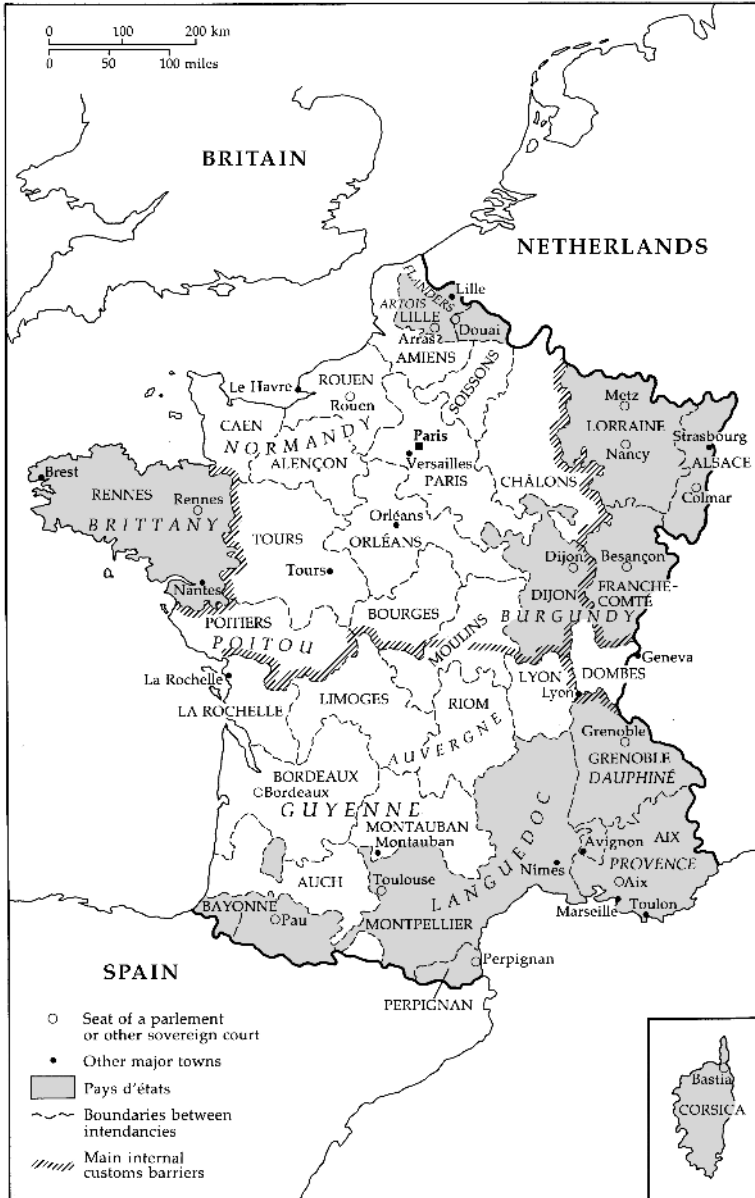 0 100 200 km
0 50 100 miles
BRITAIN
NETHERLANDS
FLANDERS
Lille
ARTOIS
LILLE
Douai
Arras
AMIENS
Le Havre
ROUEN
Rouen
SOISSONS
Metz
CAEN
NORMANDY
LORRAINE
Paris
Strasbourg
ALENÇON
Versailles
Nancy
ALSACE
Brest
PARIS
CHÂLONS
RENNES
Rennes
Colmar
BRITTANY
Orléans
TOURS
ORLÉANS
Dijon
Besançon
Tours
Nantes
DIJON
FRANCHE-
COMTÉ
POITIERS
BOURGES
BURGUNDY
POITOU
MOULINS
Geneva
La Rochelle
LYON
DOMBES
LIMOGES
RIOM
Lyon
LA ROCHELLE
AUVERGNE
Grenoble
GRENOBLE
BORDEAUX
DAUPHINÉ
Bordeaux
GUYENNE
MONTAUBAN
Montauban
LANGUEDOC
Avignon
AIX
PROVENCE
AUCH
Toulouse
Nîmes
Aix
BAYONNE
Pau
MONTPELLIER
Marseille
Toulon
Perpignan
SPAIN
PERPIGNAN
Seat of a parlement
or other sovereign court
Other major towns
Pays d'états
Boundaries between
intendancies
Main internal
customs barriers
Bastia
CORSICA